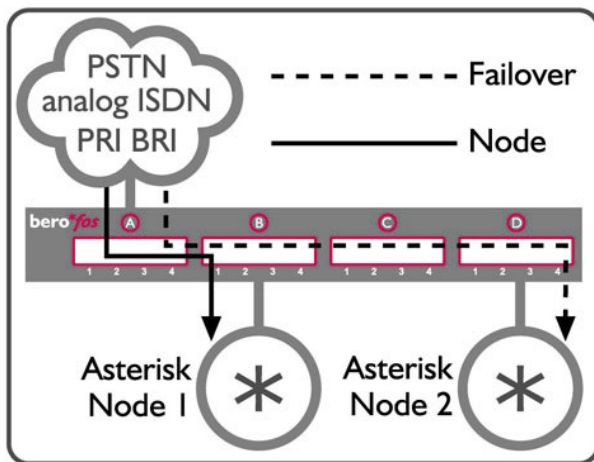 PSTN
analog ISDN
PRI BRI
Failover
Node
bero*fos
A B C D
1 2 3 4 1 2 3 4 1 2 3 4 1 2 3 4
Asterisk
Node 1
Asterisk
Node 2